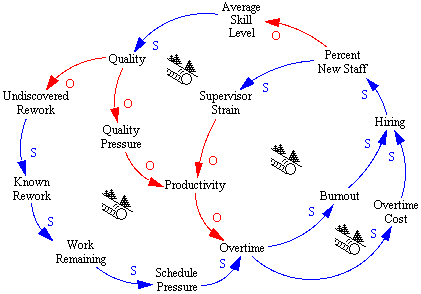 Average
Skill
Level
S
O
Quality
Percent
New Staff
O
O
S
S
Undiscovered
Rework
Supervisor
Strain
Quality
Pressure
Hiring
S
O
S
S
O
O
Known
Rework
Productivity
Burnout
Overtime
Cost
S
O
S
S
Work
Remaining
Overtime
S
S
Schedule
Pressure